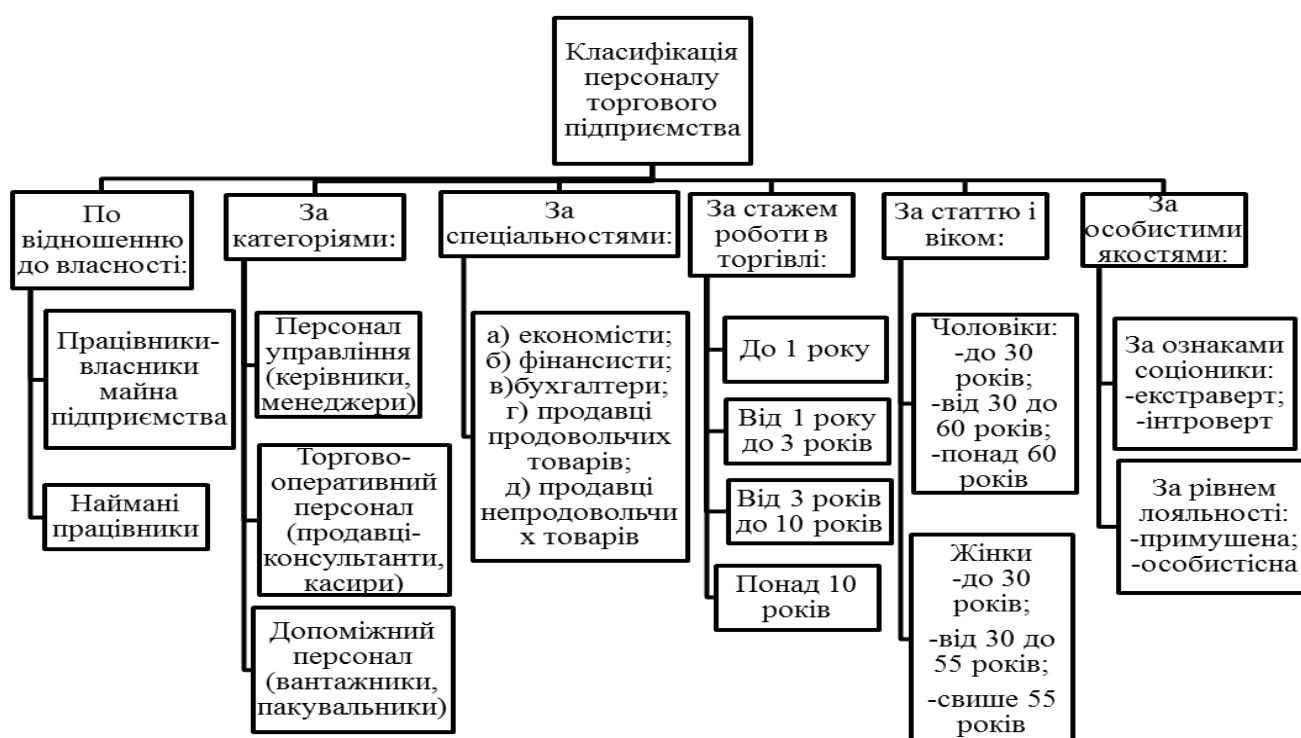 Класифікація
персоналу
торгового
підприємства
По
відношенню
до власності:
Працівники-
власники
майна
підприємства
Наймані
працівники
За
категоріями:
Персонал
управління
(керівники,
менеджери)
Торгово-
оперативний
персонал
(продавці-
консультанти,
касири)
Допоміжний
персонал
(вантажники,
пакувальники)
За
спеціальностями:
а) економісти;
б) фінансисти;
в)бухгалтери;
г) продавці
продовольчих
товарів;
д) продавці
непродовольчи
х товарів
За стажем
роботи в
торгівлі:
До 1 року
Від 1 року
до 3 років
Від 3 років
до 10 років
Понад 10
років
За статтю і
віком:
Чоловіки:
-до 30
років;
-від 30 до
60 років;
-понад 60
років
Жінки
-до 30
років;
-від 30 до
55 років;
-свише 55
років
За
особистими
якостями:
За ознаками
соціоники:
-екстраверт;
-інтроверт
За рівнем
лояльності:
-примушена;
-особистісна